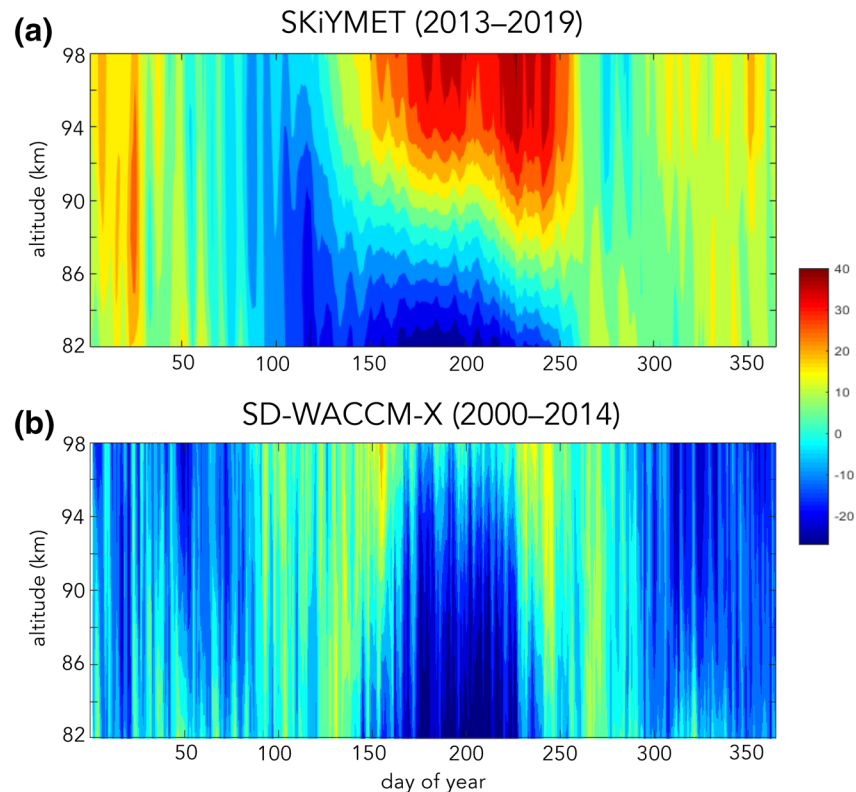 (a)
SKiYMET (2013–2019)
98
94
90
86
82
altitude (km)
50 100 150 200 250 300 350
40
30
20
10
0
-10
-20
(b)
SD-WACCM-X (2000–2014)
98
94
90
86
82
altitude (km)
50 100 150 200 250 300 350
day of year